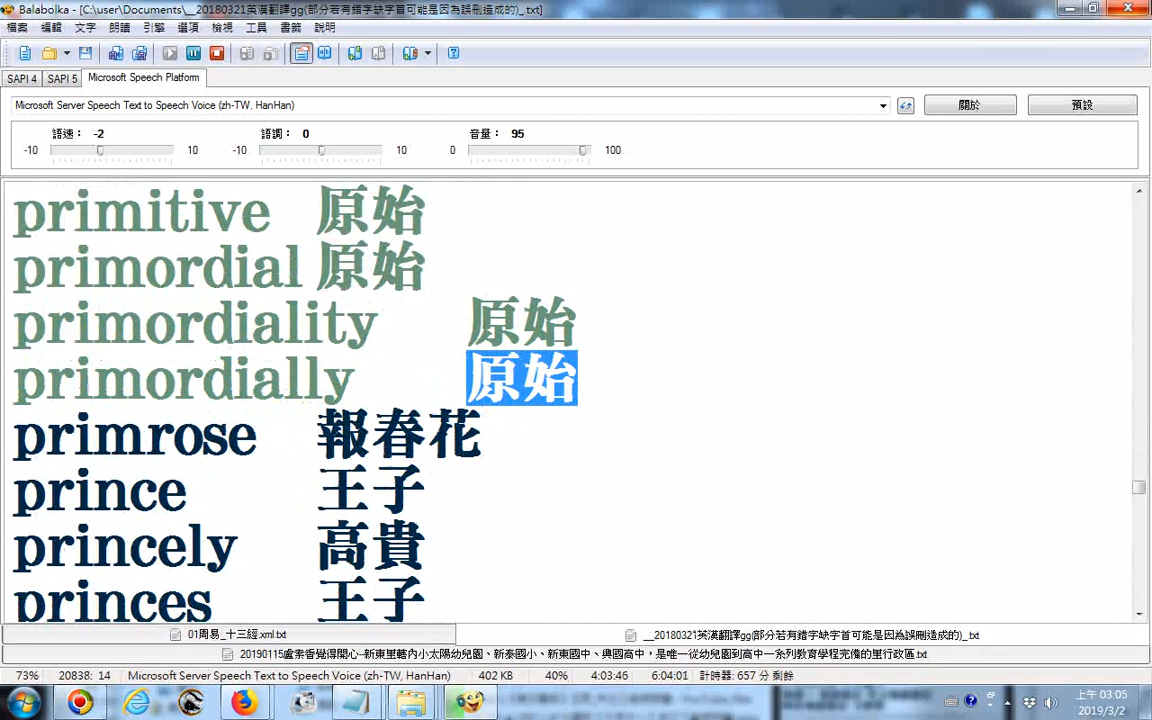 Balabolka - [C:\user\Documents\__20180321英漢翻譯gg(部分若有錯字缺字首可能是因為誤刪造成的)_.txt]
檔案 編輯 文字 朗讀 引擎 選項 檢視 工具 書籤 說明
SAPI 4 SAPI 5 Microsoft Speech Platform
Microsoft Server Speech Text to Speech Voice (zh-TW, HanHan) 關於 預設
語速： -2 語調： 0 音量： 95
-10 10 -10 10 0 100
primitive 原始
primordial 原始
primordiality 原始
primordially 原始
primrose 報春花
prince 王子
princely 高貴
princes 王子
01周易_十三經.xml.txt __20180321英漢翻譯gg(部分若有錯字缺字首可能是因為誤刪造成的)_.txt
20190115盧素香覺得開心--新東里轄內小太陽幼兒園、新泰國小、新東國中、興國高中，是唯一從幼兒園到高中一系列教育學程完備的里行政區.txt
73% 20838: 14 Microsoft Server Speech Text to Speech Voice (zh-TW, HanHan) 402 KB 40% 4:03:46 6:04:01 計時器: 657 分 剩餘
上午 03:05
2019/3/2